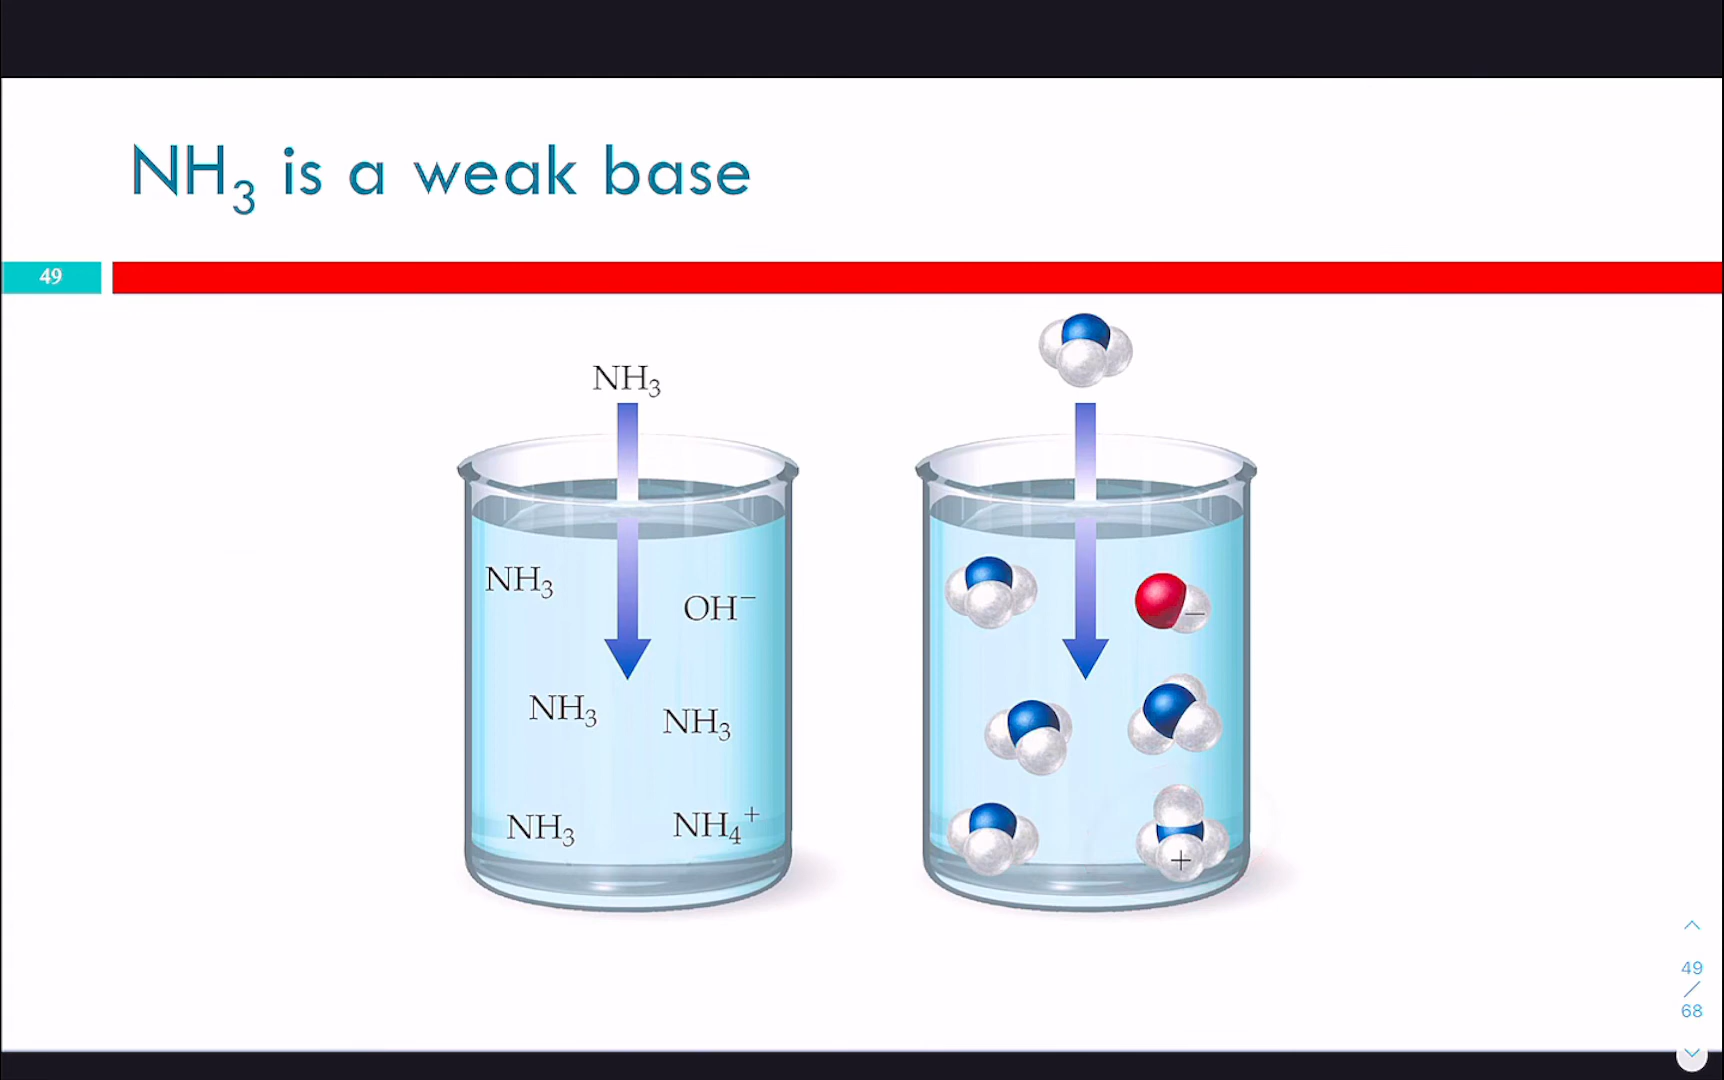 NH₃ is a weak base
49
NH₃
NH₃
OH⁻
NH₃
NH₃
NH₃
NH₄⁺
−
+
49
/
68